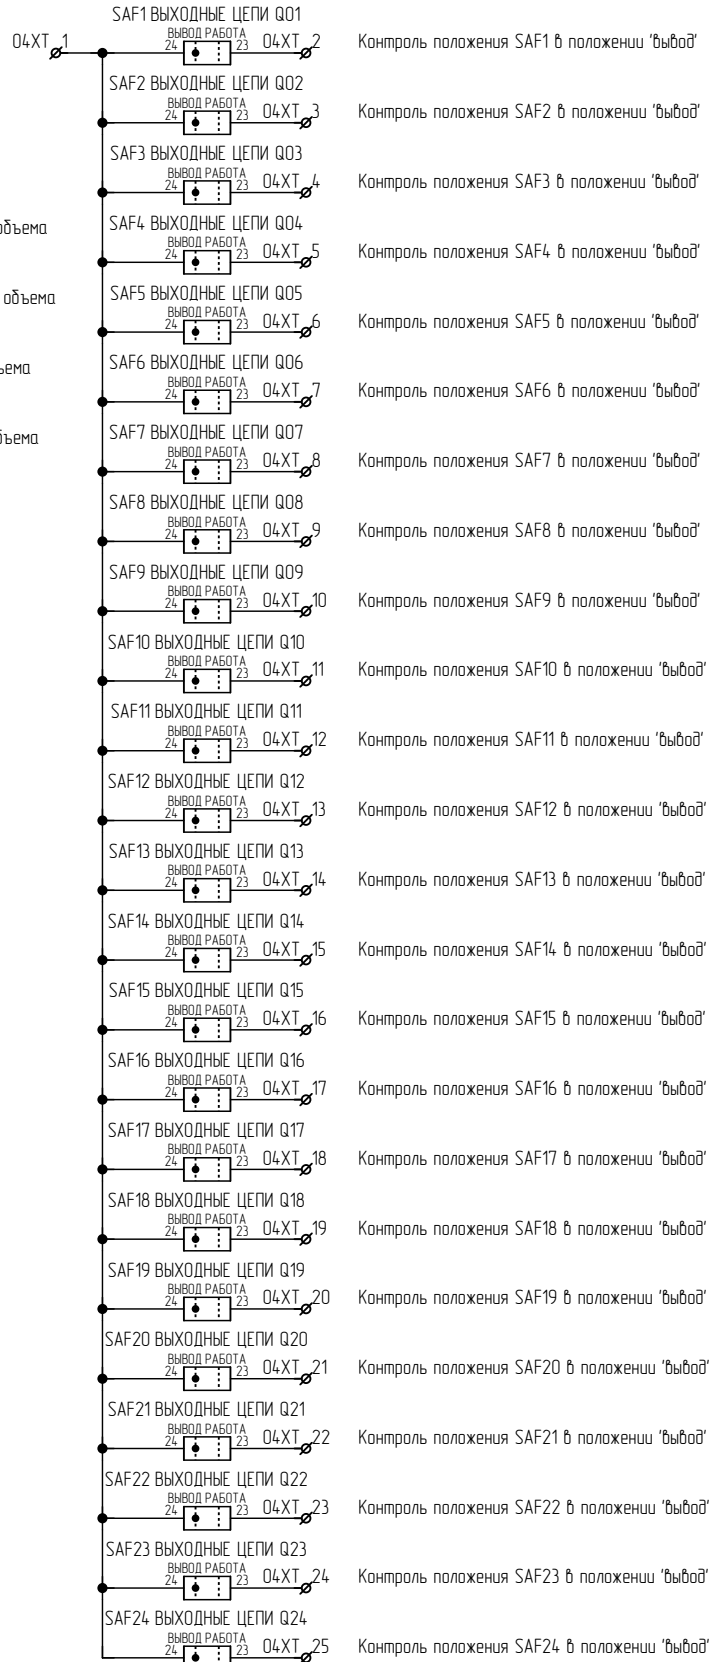 SAF1 ВЫХОДНЫЕ ЦЕПИ Q01
ВЫВОД РАБОТА
04XT 1 24 23 04XT 2 Контроль положения SAF1 в положении 'вывод'
SAF2 ВЫХОДНЫЕ ЦЕПИ Q02
ВЫВОД РАБОТА
24 23 04XT 3 Контроль положения SAF2 в положении 'вывод'
SAF3 ВЫХОДНЫЕ ЦЕПИ Q03
ВЫВОД РАБОТА
24 23 04XT 4 Контроль положения SAF3 в положении 'вывод'
SAF4 ВЫХОДНЫЕ ЦЕПИ Q04
объема
ВЫВОД РАБОТА
24 23 04XT 5 Контроль положения SAF4 в положении 'вывод'
SAF5 ВЫХОДНЫЕ ЦЕПИ Q05
объема
ВЫВОД РАБОТА
24 23 04XT 6 Контроль положения SAF5 в положении 'вывод'
SAF6 ВЫХОДНЫЕ ЦЕПИ Q06
ъема
ВЫВОД РАБОТА
24 23 04XT 7 Контроль положения SAF6 в положении 'вывод'
SAF7 ВЫХОДНЫЕ ЦЕПИ Q07
бъема
ВЫВОД РАБОТА
24 23 04XT 8 Контроль положения SAF7 в положении 'вывод'
SAF8 ВЫХОДНЫЕ ЦЕПИ Q08
ВЫВОД РАБОТА
24 23 04XT 9 Контроль положения SAF8 в положении 'вывод'
SAF9 ВЫХОДНЫЕ ЦЕПИ Q09
ВЫВОД РАБОТА
24 23 04XT 10 Контроль положения SAF9 в положении 'вывод'
SAF10 ВЫХОДНЫЕ ЦЕПИ Q10
ВЫВОД РАБОТА
24 23 04XT 11 Контроль положения SAF10 в положении 'вывод'
SAF11 ВЫХОДНЫЕ ЦЕПИ Q11
ВЫВОД РАБОТА
24 23 04XT 12 Контроль положения SAF11 в положении 'вывод'
SAF12 ВЫХОДНЫЕ ЦЕПИ Q12
ВЫВОД РАБОТА
24 23 04XT 13 Контроль положения SAF12 в положении 'вывод'
SAF13 ВЫХОДНЫЕ ЦЕПИ Q13
ВЫВОД РАБОТА
24 23 04XT 14 Контроль положения SAF13 в положении 'вывод'
SAF14 ВЫХОДНЫЕ ЦЕПИ Q14
ВЫВОД РАБОТА
24 23 04XT 15 Контроль положения SAF14 в положении 'вывод'
SAF15 ВЫХОДНЫЕ ЦЕПИ Q15
ВЫВОД РАБОТА
24 23 04XT 16 Контроль положения SAF15 в положении 'вывод'
SAF16 ВЫХОДНЫЕ ЦЕПИ Q16
ВЫВОД РАБОТА
24 23 04XT 17 Контроль положения SAF16 в положении 'вывод'
SAF17 ВЫХОДНЫЕ ЦЕПИ Q17
ВЫВОД РАБОТА
24 23 04XT 18 Контроль положения SAF17 в положении 'вывод'
SAF18 ВЫХОДНЫЕ ЦЕПИ Q18
ВЫВОД РАБОТА
24 23 04XT 19 Контроль положения SAF18 в положении 'вывод'
SAF19 ВЫХОДНЫЕ ЦЕПИ Q19
ВЫВОД РАБОТА
24 23 04XT 20 Контроль положения SAF19 в положении 'вывод'
SAF20 ВЫХОДНЫЕ ЦЕПИ Q20
ВЫВОД РАБОТА
24 23 04XT 21 Контроль положения SAF20 в положении 'вывод'
SAF21 ВЫХОДНЫЕ ЦЕПИ Q21
ВЫВОД РАБОТА
24 23 04XT 22 Контроль положения SAF21 в положении 'вывод'
SAF22 ВЫХОДНЫЕ ЦЕПИ Q22
ВЫВОД РАБОТА
24 23 04XT 23 Контроль положения SAF22 в положении 'вывод'
SAF23 ВЫХОДНЫЕ ЦЕПИ Q23
ВЫВОД РАБОТА
24 23 04XT 24 Контроль положения SAF23 в положении 'вывод'
SAF24 ВЫХОДНЫЕ ЦЕПИ Q24
ВЫВОД РАБОТА
24 23 04XT 25 Контроль положения SAF24 в положении 'вывод'